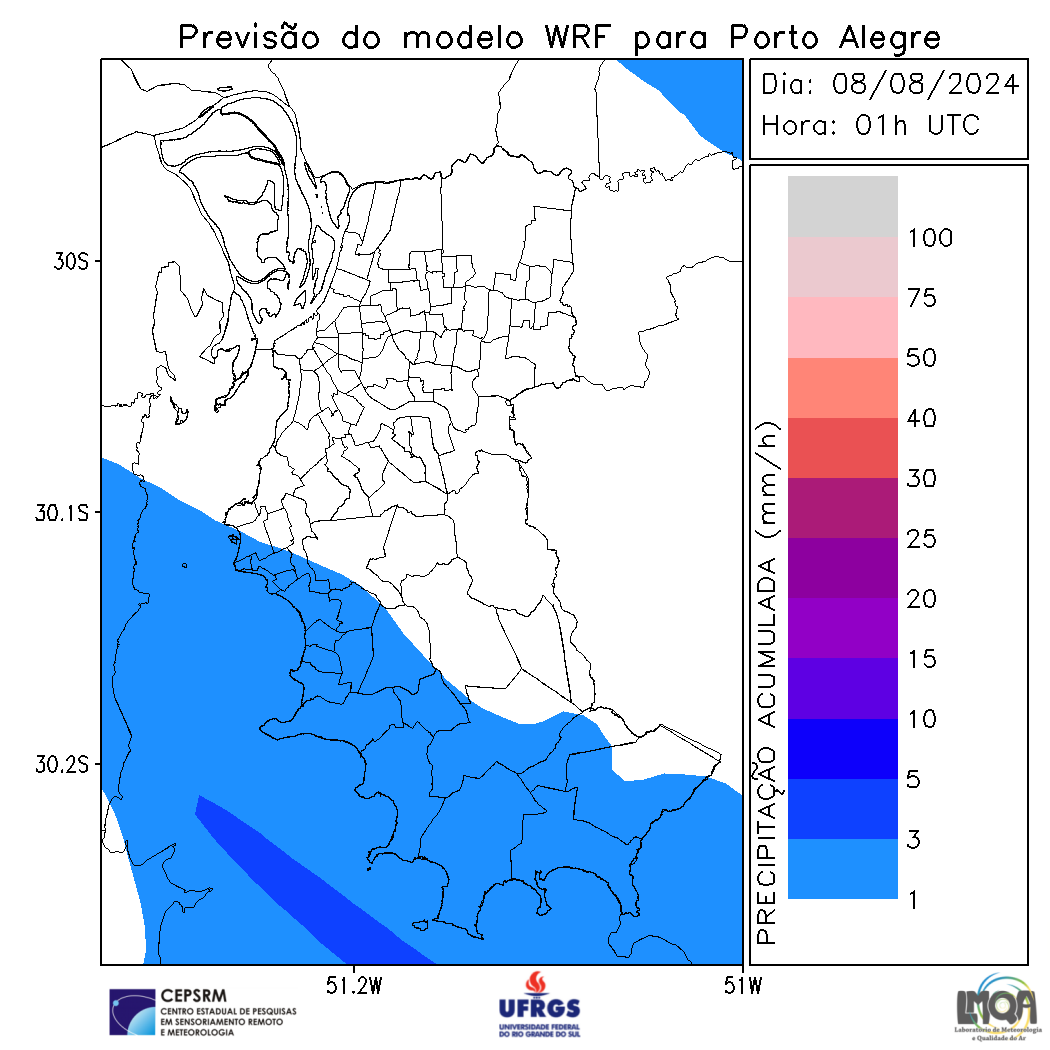 Previsão do modelo WRF para Porto Alegre
Dia: 08/08/2024
Hora: 01h UTC
30S
30.1S
30.2S
51.2W
51W
PRECIPITAÇÃO ACUMULADA (mm/h)
100
75
50
40
30
25
20
15
10
5
3
1
CEPSRM
CENTRO ESTADUAL DE PESQUISAS
EM SENSORIAMENTO REMOTO
E METEOROLOGIA
UFRGS
UNIVERSIDADE FEDERAL
DO RIO GRANDE DO SUL
LMQA
Laboratório de Meteorologia
e Qualidade do Ar